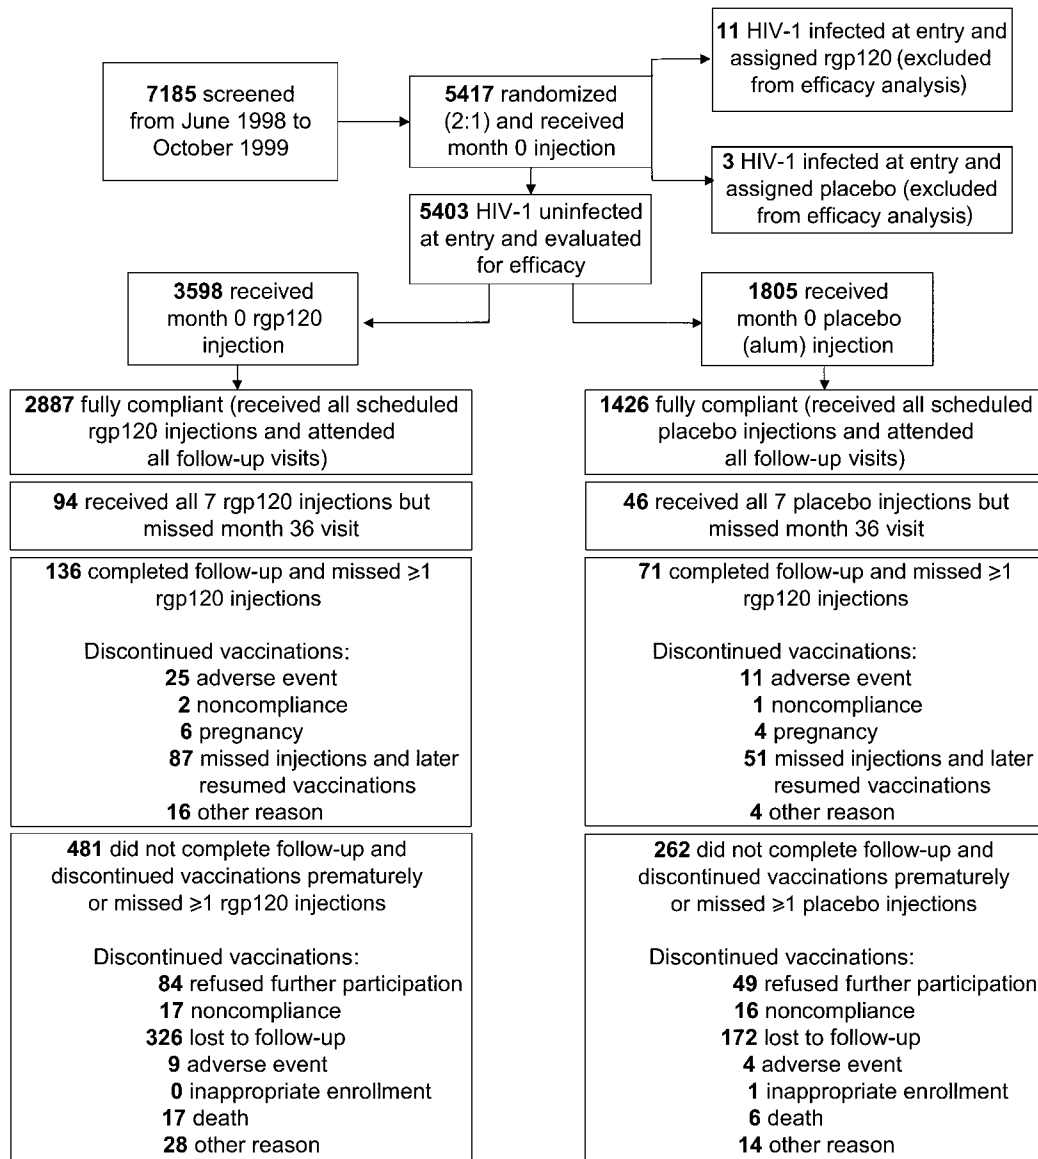 7185 screened
from June 1998 to
October 1999
5417 randomized
(2:1) and received
month 0 injection
11 HIV-1 infected at entry and
assigned rgp120 (excluded
from efficacy analysis)
3 HIV-1 infected at entry and
assigned placebo (excluded
from efficacy analysis)
5403 HIV-1 uninfected
at entry and evaluated
for efficacy
3598 received
month 0 rgp120
injection
1805 received
month 0 placebo
(alum) injection
2887 fully compliant (received all scheduled
rgp120 injections and attended
all follow-up visits)
94 received all 7 rgp120 injections but
missed month 36 visit
136 completed follow-up and missed ⩾1
rgp120 injections
Discontinued vaccinations:
25 adverse event
2 noncompliance
6 pregnancy
87 missed injections and later
resumed vaccinations
16 other reason
481 did not complete follow-up and
discontinued vaccinations prematurely
or missed ⩾1 rgp120 injections
Discontinued vaccinations:
84 refused further participation
17 noncompliance
326 lost to follow-up
9 adverse event
0 inappropriate enrollment
17 death
28 other reason
1426 fully compliant (received all scheduled
placebo injections and attended
all follow-up visits)
46 received all 7 placebo injections but
missed month 36 visit
71 completed follow-up and missed ⩾1
rgp120 injections
Discontinued vaccinations:
11 adverse event
1 noncompliance
4 pregnancy
51 missed injections and later
resumed vaccinations
4 other reason
262 did not complete follow-up and
discontinued vaccinations prematurely
or missed ⩾1 placebo injections
Discontinued vaccinations:
49 refused further participation
16 noncompliance
172 lost to follow-up
4 adverse event
1 inappropriate enrollment
6 death
14 other reason